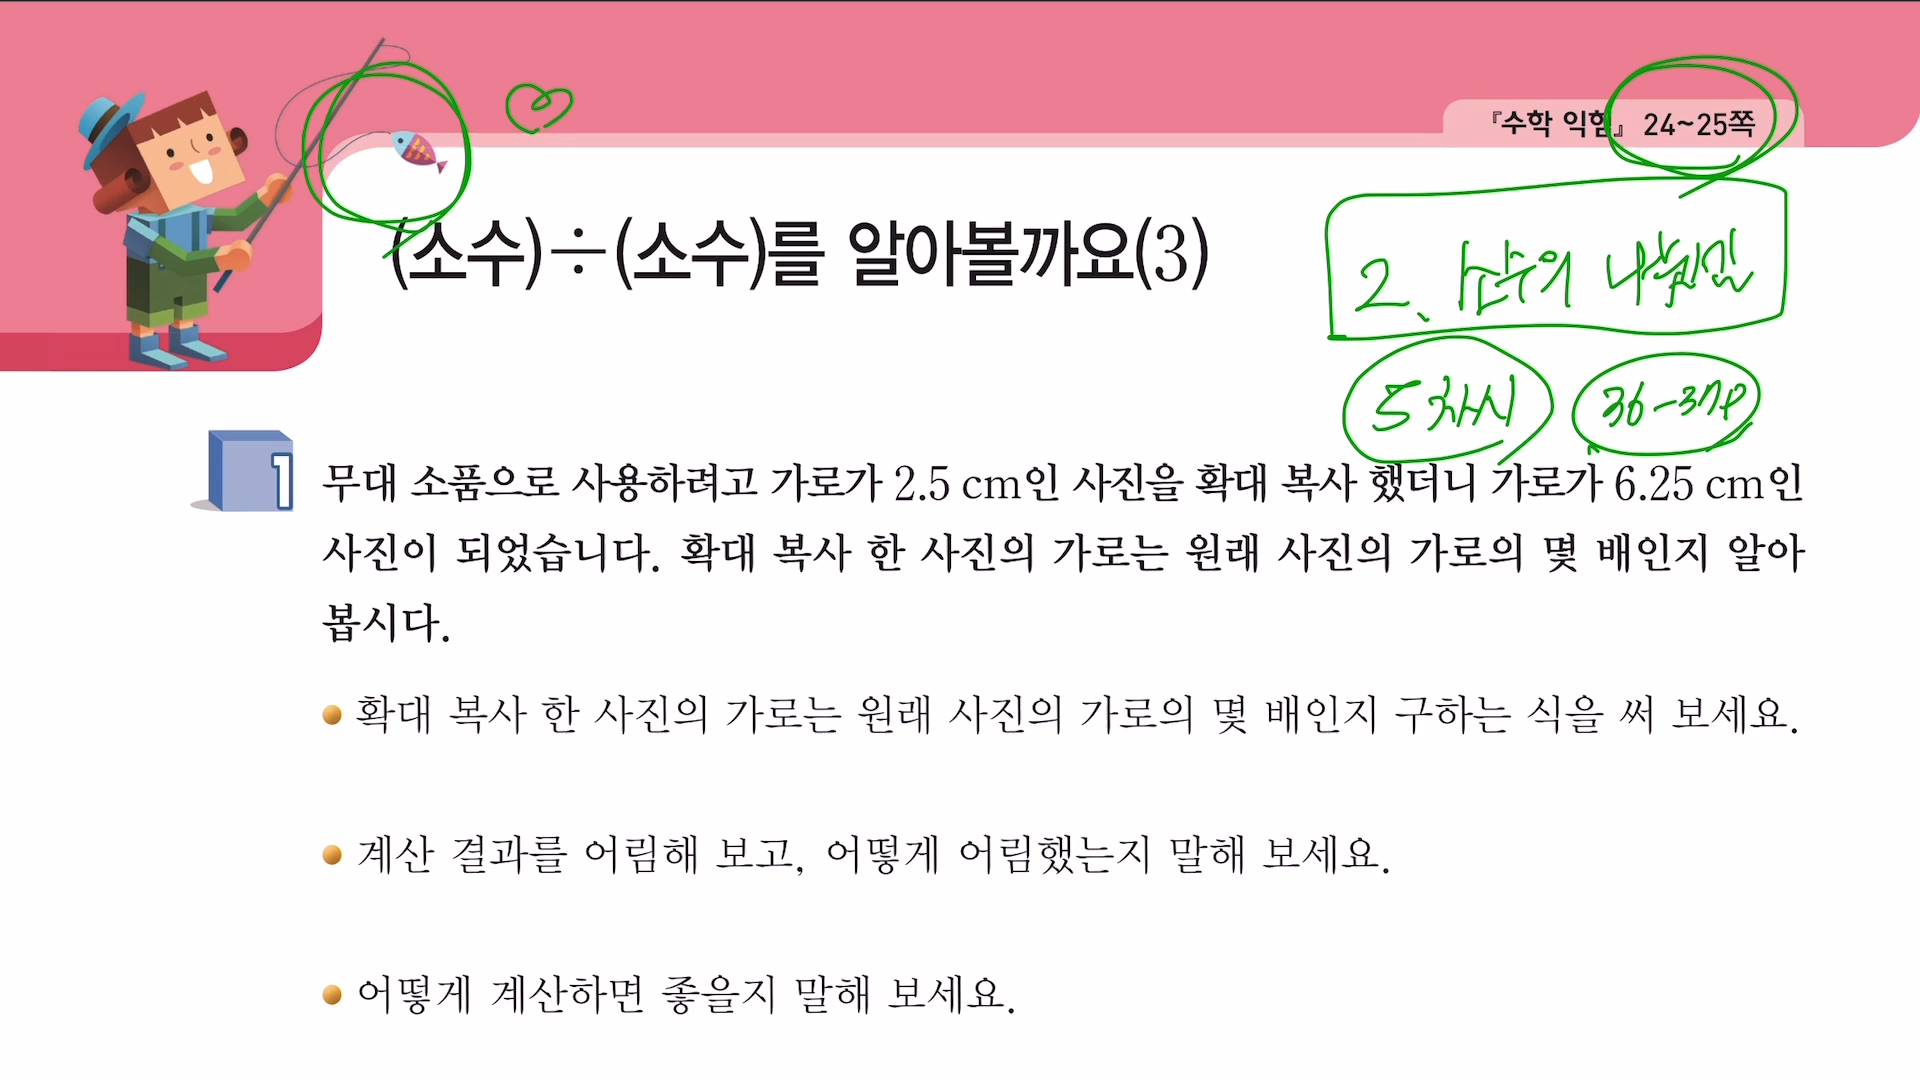 『수학 익힘』 24~25쪽
(소수)÷(소수)를 알아볼까요(3)
2. 소수의 나눗셈
5차시 36-37p
1 무대 소품으로 사용하려고 가로가 2.5 cm인 사진을 확대 복사 했더니 가로가 6.25 cm인
사진이 되었습니다. 확대 복사 한 사진의 가로는 원래 사진의 가로의 몇 배인지 알아
봅시다.
확대 복사 한 사진의 가로는 원래 사진의 가로의 몇 배인지 구하는 식을 써 보세요.
계산 결과를 어림해 보고, 어떻게 어림했는지 말해 보세요.
어떻게 계산하면 좋을지 말해 보세요.